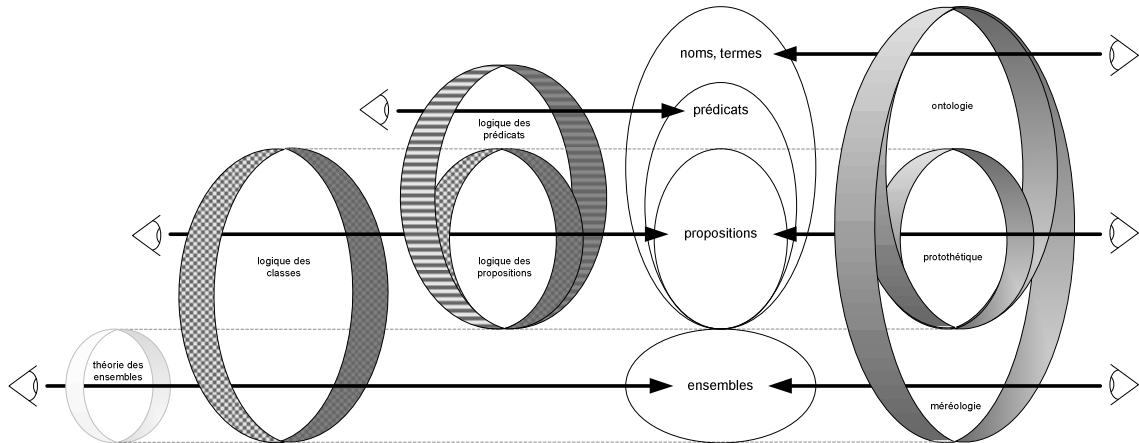 noms, termes
ontologie
prédicats
logique des
prédicats
propositions
logique des
classes
logique des
propositions
protothétique
théorie des
ensembles
ensembles
méréologie